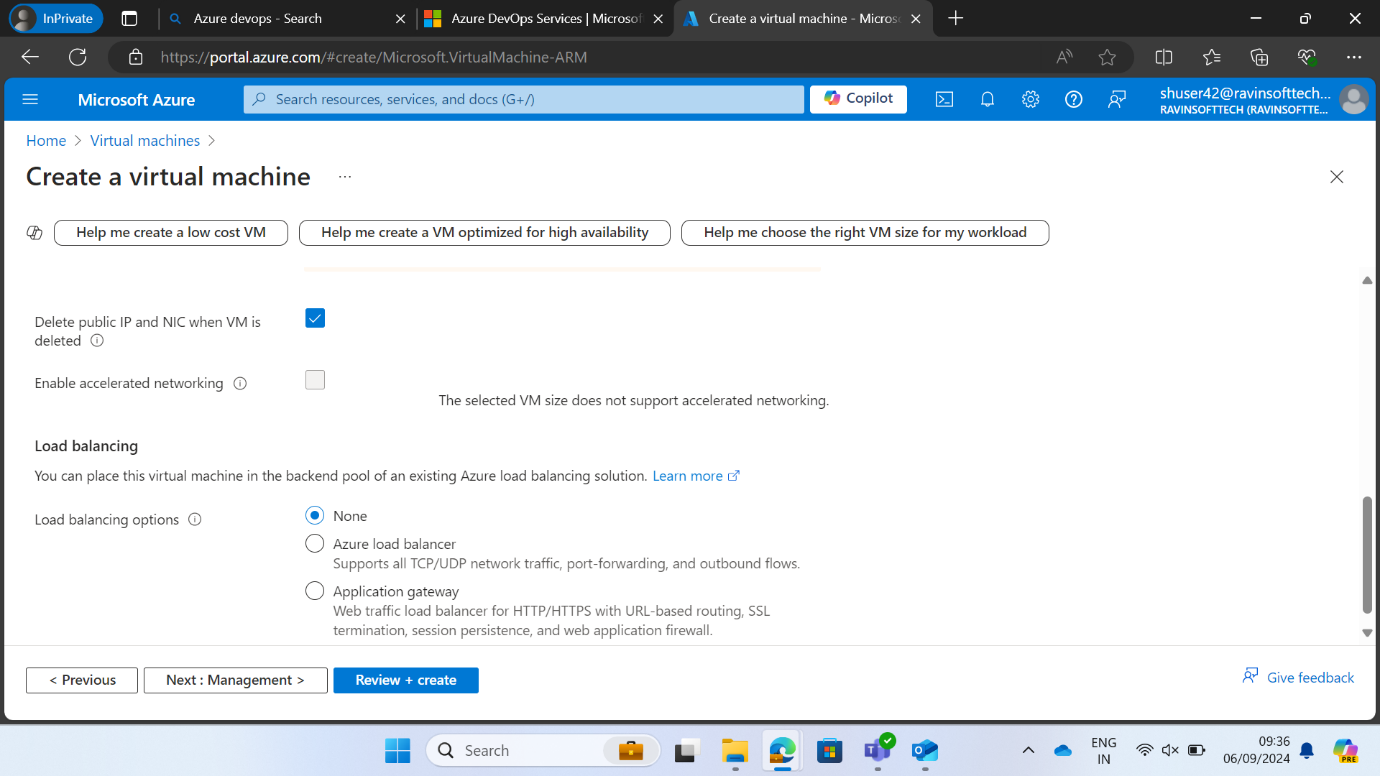 InPrivate
Azure devops - Search
Azure DevOps Services | Microsof
Create a virtual machine - Micros
https://portal.azure.com/#create/Microsoft.VirtualMachine-ARM
Microsoft Azure
Search resources, services, and docs (G+/)
Copilot
shuser42@ravinsofttech...
RAVINSOFTTECH (RAVINSOFTTE...
Home > Virtual machines >
Create a virtual machine ...
Help me create a low cost VM
Help me create a VM optimized for high availability
Help me choose the right VM size for my workload
Delete public IP and NIC when VM is
deleted
Enable accelerated networking
The selected VM size does not support accelerated networking.
Load balancing
You can place this virtual machine in the backend pool of an existing Azure load balancing solution. Learn more
Load balancing options
None
Azure load balancer
Supports all TCP/UDP network traffic, port-forwarding, and outbound flows.
Application gateway
Web traffic load balancer for HTTP/HTTPS with URL-based routing, SSL
termination, session persistence, and web application firewall.
< Previous
Next : Management >
Review + create
Give feedback
Search
ENG
IN
09:36
06/09/2024
PRE